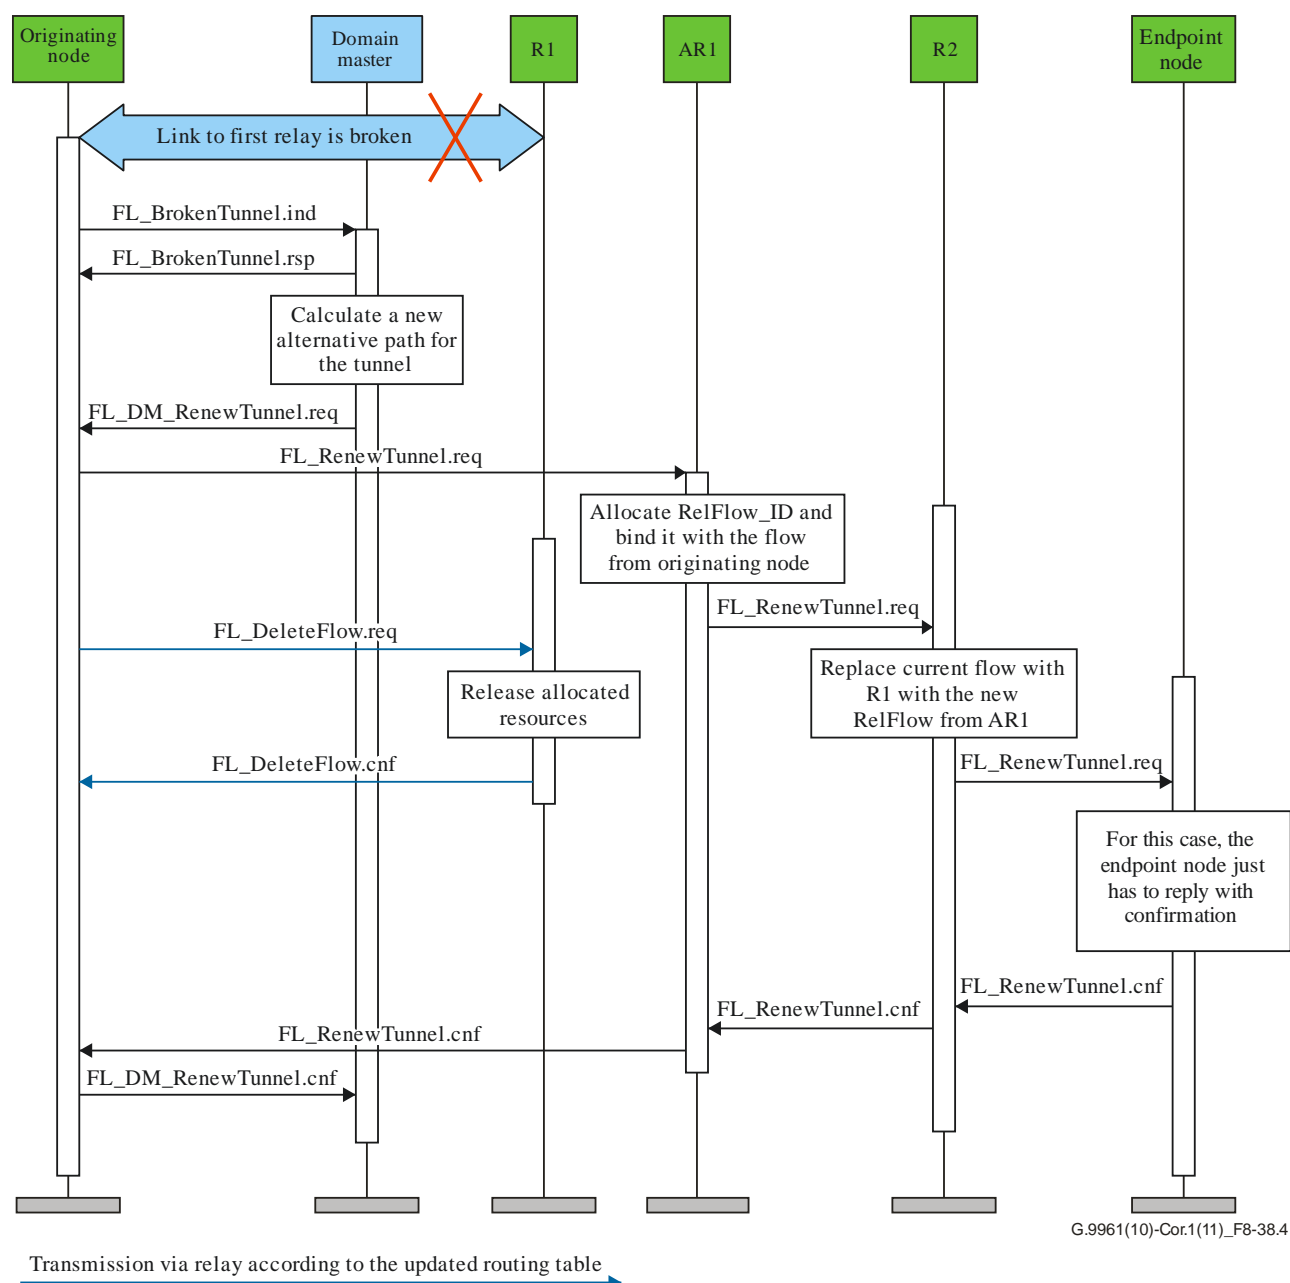 Originating
node
Domain
master
R1
AR1
R2
Endpoint
node
Link to first relay is broken
FL_BrokenTunnel.ind
FL_BrokenTunnel.rsp
Calculate a new
alternative path for
the tunnel
FL_DM_RenewTunnel.req
FL_RenewTunnel.req
Allocate RelFlow_ID and
bind it with the flow
from originating node
FL_RenewTunnel.req
FL_DeleteFlow.req
Replace current flow with
R1 with the new
RelFlow from AR1
Release allocated
resources
FL_DeleteFlow.cnf
FL_RenewTunnel.req
For this case, the
endpoint node just
has to reply with
confirmation
FL_RenewTunnel.cnf
FL_RenewTunnel.cnf
FL_RenewTunnel.cnf
FL_DM_RenewTunnel.cnf
G.9961(10)-Cor.1(11)_F8-38.4
Transmission via relay according to the updated routing table